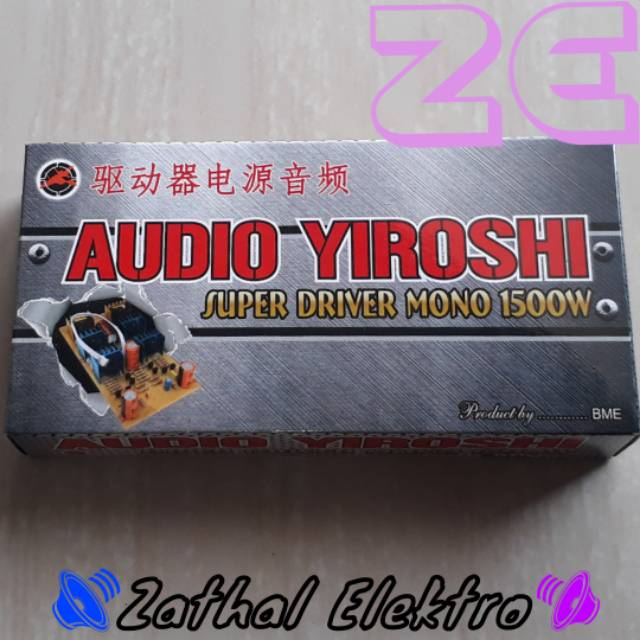 ZE
驱动器电源音频
AUDIO YIROSHI
SUPER DRIVER MONO 1500W
Product by ............ BME
AUDIO YIROSHI
Zathal Elektro